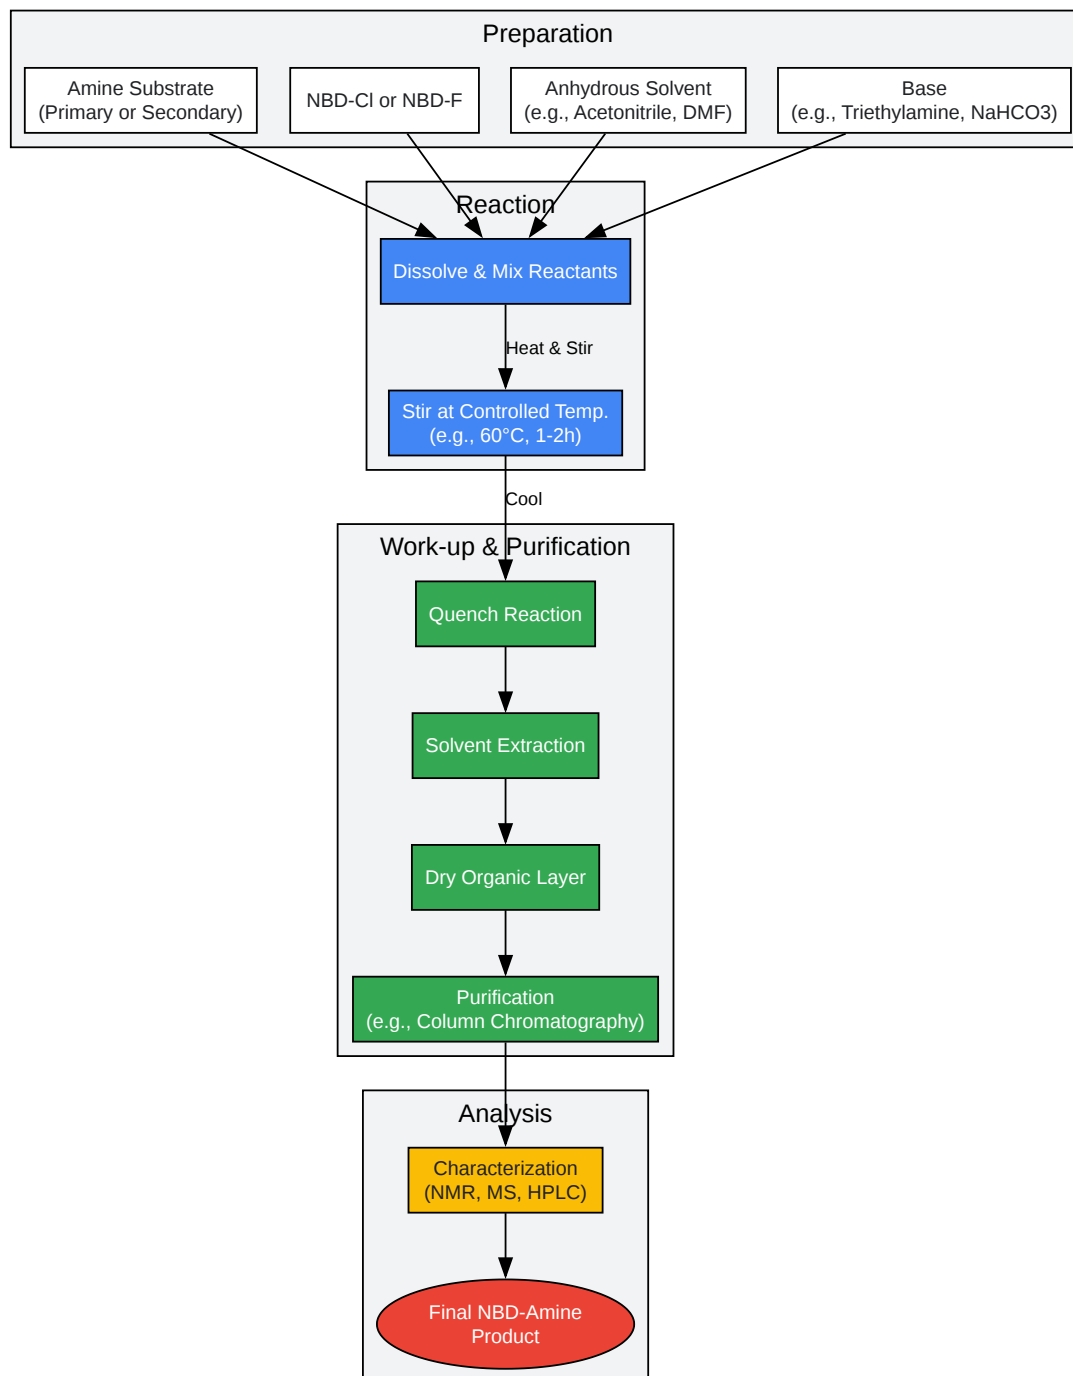 Preparation
Amine Substrate
(Primary or Secondary)
NBD-Cl or NBD-F
Anhydrous Solvent
(e.g., Acetonitrile, DMF)
Base
(e.g., Triethylamine, NaHCO3)
Reaction
Dissolve & Mix Reactants
Heat & Stir
Stir at Controlled Temp.
(e.g., 60°C, 1-2h)
Cool
Work-up & Purification
Quench Reaction
Solvent Extraction
Dry Organic Layer
Purification
(e.g., Column Chromatography)
Analysis
Characterization
(NMR, MS, HPLC)
Final NBD-Amine
Product